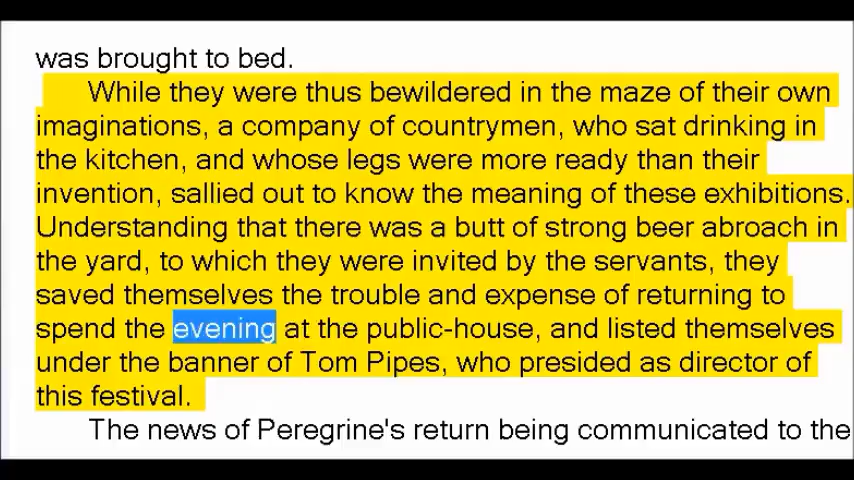 was brought to bed.
While they were thus bewildered in the maze of their own
imaginations, a company of countrymen, who sat drinking in
the kitchen, and whose legs were more ready than their
invention, sallied out to know the meaning of these exhibitions.
Understanding that there was a butt of strong beer abroach in
the yard, to which they were invited by the servants, they
saved themselves the trouble and expense of returning to
spend the evening at the public-house, and listed themselves
under the banner of Tom Pipes, who presided as director of
this festival.
The news of Peregrine's return being communicated to the